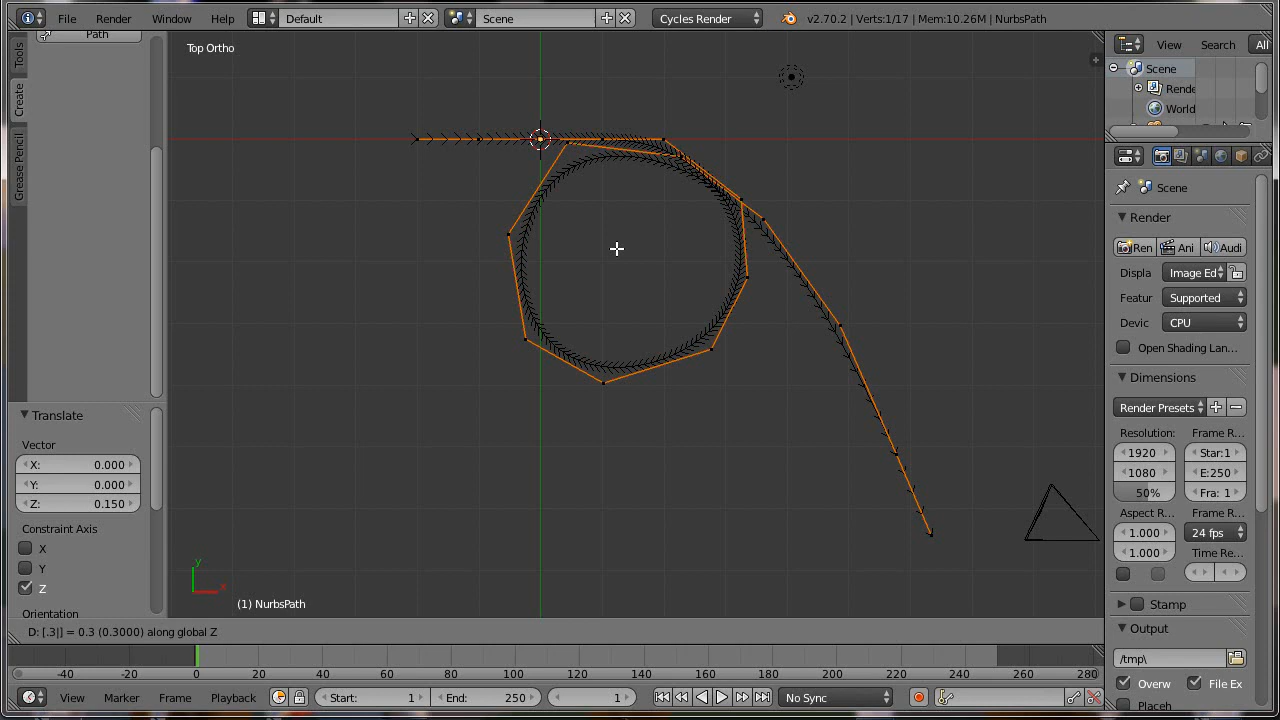 File Render Window Help Default Scene Cycles Render v2.70.2 | Verts:1/17 | Mem:10.26M | NurbsPath
Path
Tools
Create
Grease Pencil
Top Ortho
View Search All
Scene
Rende
World
Scene
Render
Ren Ani Audi
Displa Image Ed
Featur Supported
Devic CPU
Open Shading Lan...
Dimensions
Render Presets
Resolution: Frame R...
1920 Star:1
1080 E:250
50% Fra: 1
Aspect R... Frame R...
1.000 24 fps
1.000 Time Re...
Stamp
Output
/tmp\
Overw File Ex
Placeh
Translate
Vector
X: 0.000
Y: 0.000
Z: 0.150
Constraint Axis
X
Y
Z
Orientation
y
x
(1) NurbsPath
D: [.3|] = 0.3 (0.3000) along global Z
-40 -20 0 20 40 60 80 100 120 140 160 180 200 220 240 260 280
View Marker Frame Playback Start: 1 End: 250 1 No Sync